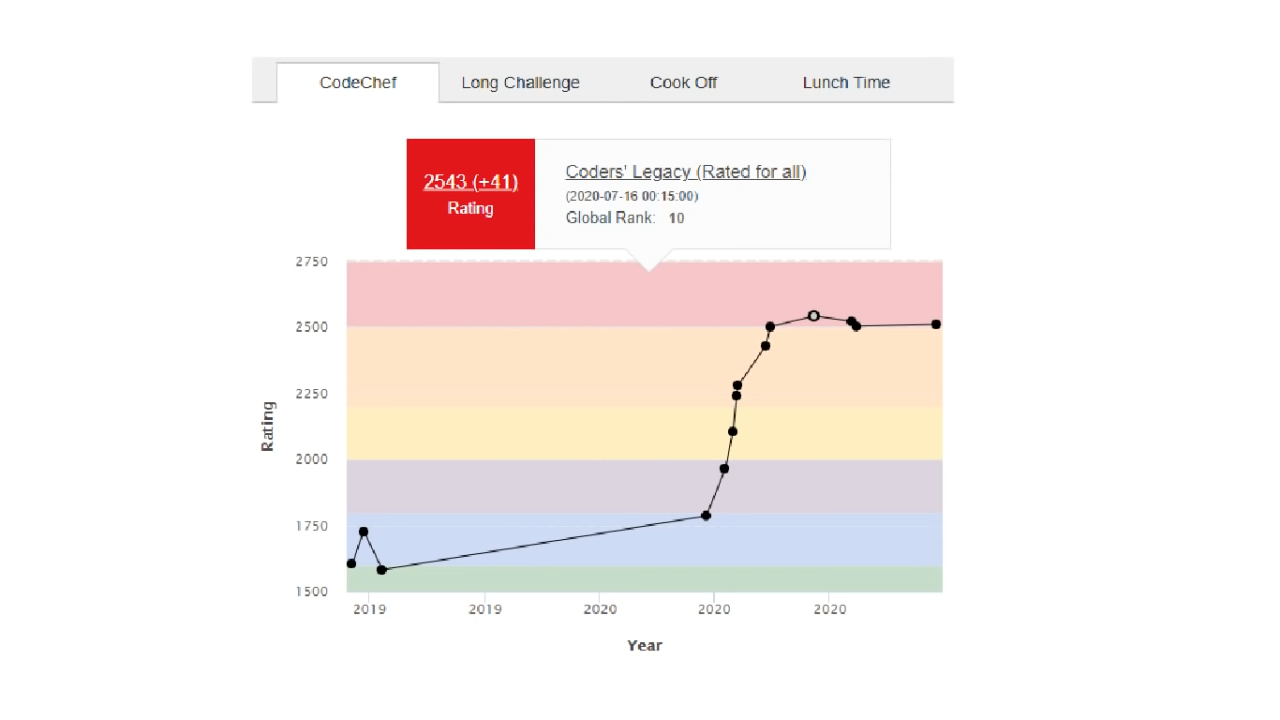 CodeChef Long Challenge Cook Off Lunch Time
2543 (+41)
Rating
Coders' Legacy (Rated for all)
(2020-07-16 00:15:00)
Global Rank: 10
2750
2500
2250
2000
1750
1500
Rating
2019 2019 2020 2020 2020
Year